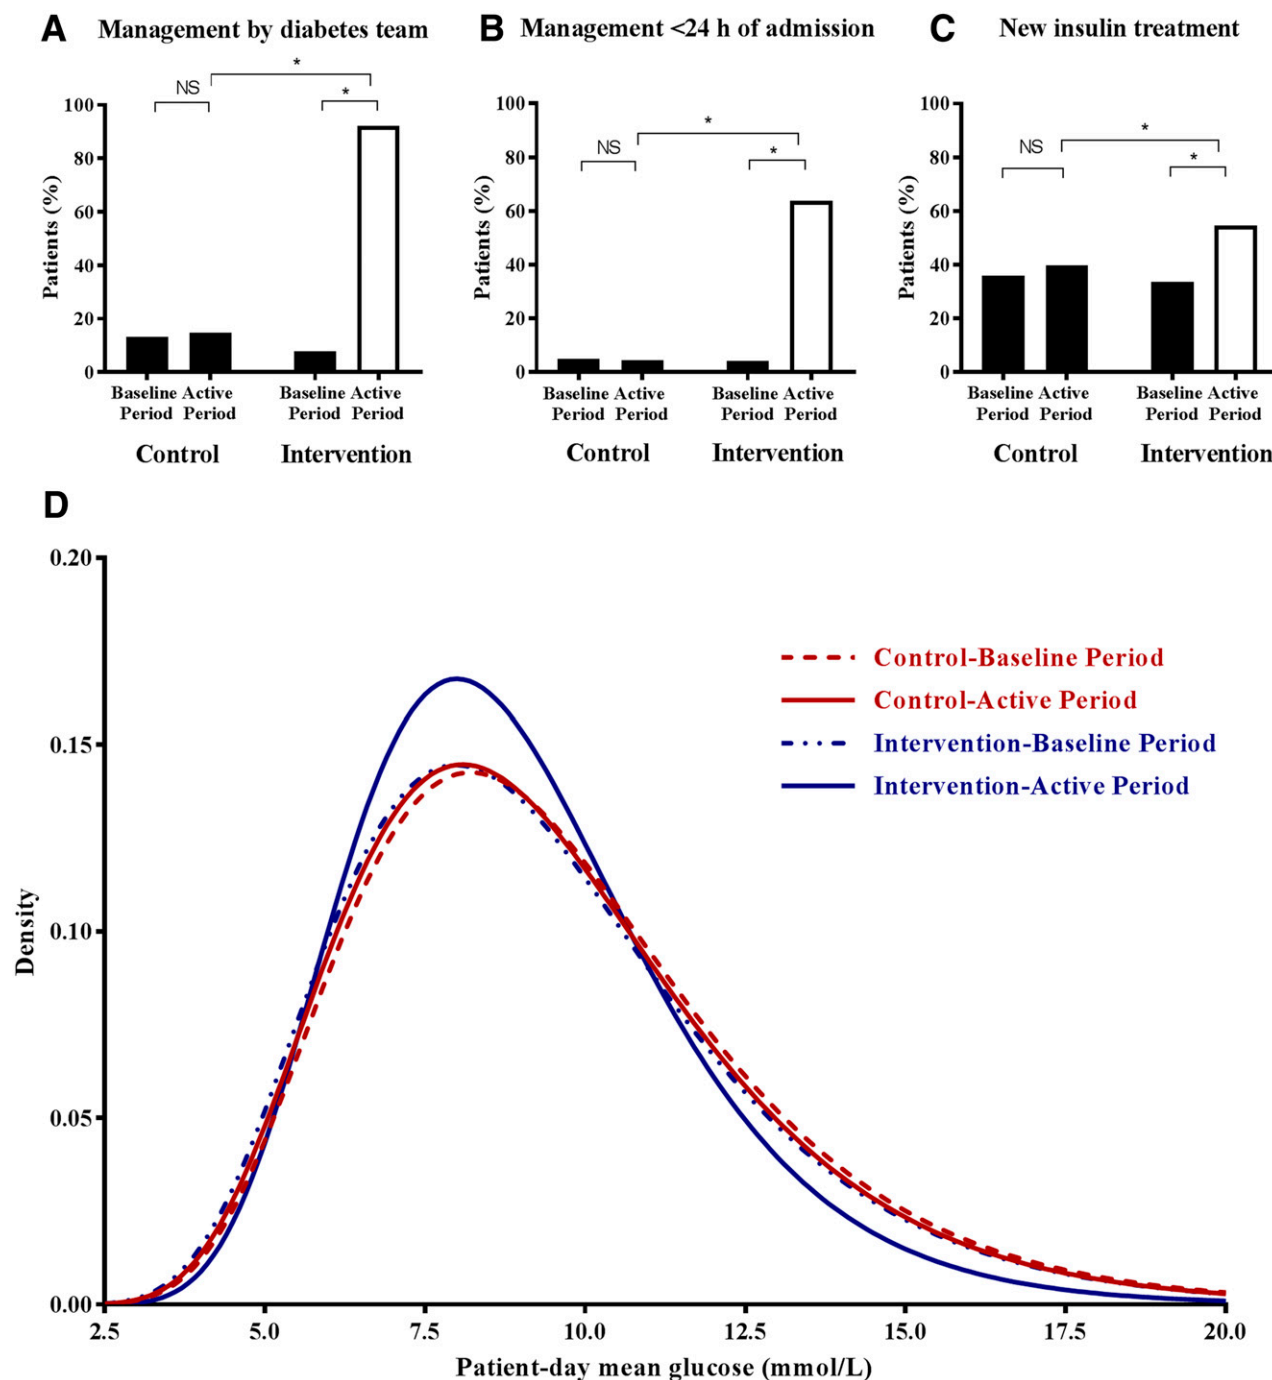 A Management by diabetes team
NS
*
*
100
80
60
40
20
0
Patients (%)
Baseline Active Baseline Active
Period Period Period Period
Control Intervention
B Management <24 h of admission
NS
*
*
100
80
60
40
20
0
Patients (%)
Baseline Active Baseline Active
Period Period Period Period
Control Intervention
C New insulin treatment
NS
*
*
100
80
60
40
20
0
Patients (%)
Baseline Active Baseline Active
Period Period Period Period
Control Intervention
D
0.20
0.15
0.10
0.05
0.00
Density
Control-Baseline Period
Control-Active Period
Intervention-Baseline Period
Intervention-Active Period
2.5 5.0 7.5 10.0 12.5 15.0 17.5 20.0
Patient-day mean glucose (mmol/L)